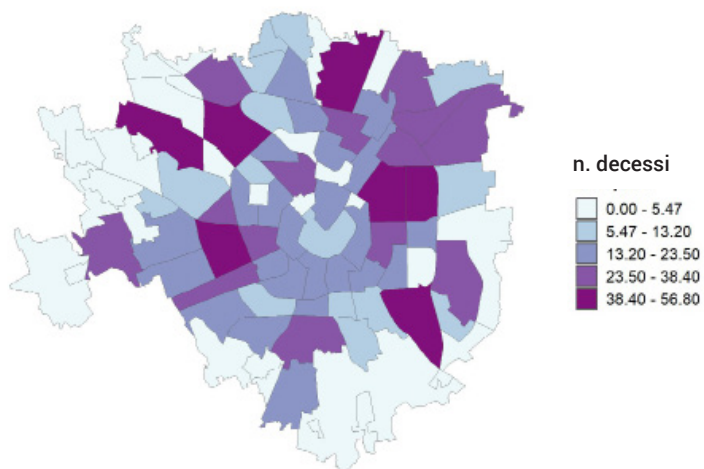 n. decessi
0.00 - 5.47
5.47 - 13.20
13.20 - 23.50
23.50 - 38.40
38.40 - 56.80